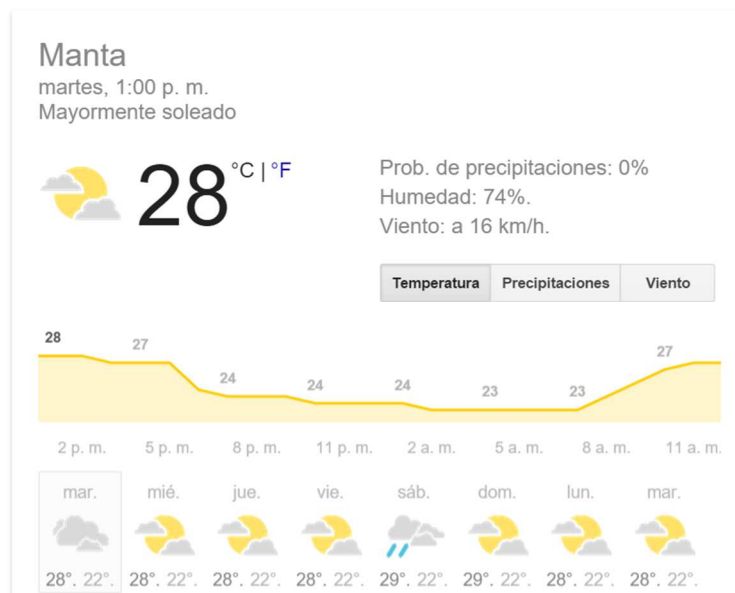 Manta
martes, 1:00 p. m.
Mayormente soleado
28 °C | °F
Prob. de precipitaciones: 0%
Humedad: 74%.
Viento: a 16 km/h.
Temperatura Precipitaciones Viento
28 27 24 24 24 23 23 27
2 p. m. 5 p. m. 8 p. m. 11 p. m. 2 a. m. 5 a. m. 8 a. m. 11 a. m.
mar. mié. jue. vie. sáb. dom. lun. mar.
28°. 22°. 28°. 22°. 28°. 22°. 28°. 22°. 29°. 22°. 29°. 22°. 28°. 22°. 28°. 22°.